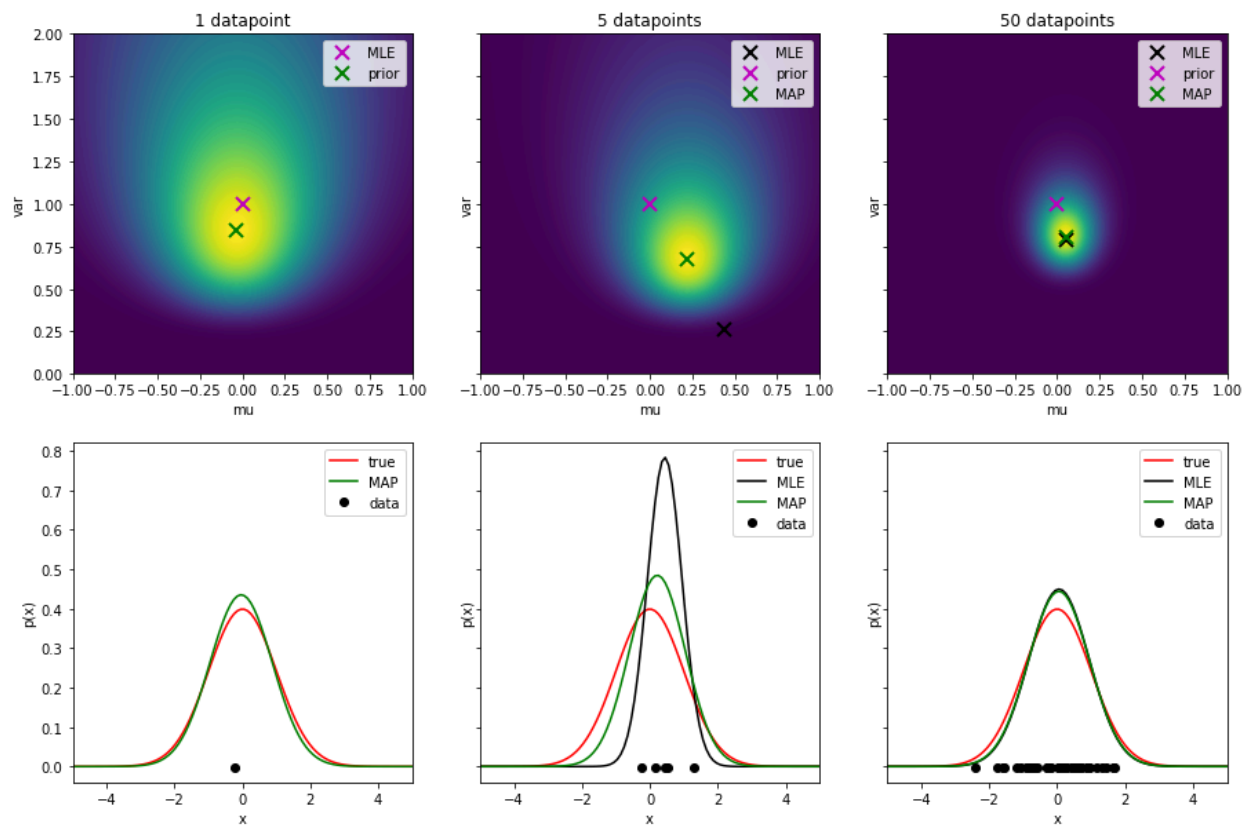 1 datapoint
5 datapoints
50 datapoints
MLE
prior
MLE
prior
MAP
MLE
prior
MAP
2.00
1.75
1.50
1.25
1.00
0.75
0.50
0.25
0.00
var
var
var
−1.00 −0.75 −0.50 −0.25 0.00 0.25 0.50 0.75 1.00
−1.00 −0.75 −0.50 −0.25 0.00 0.25 0.50 0.75 1.00
−1.00 −0.75 −0.50 −0.25 0.00 0.25 0.50 0.75 1.00
mu
mu
mu
true
MAP
data
true
MLE
MAP
data
true
MLE
MAP
data
0.8
0.7
0.6
0.5
0.4
0.3
0.2
0.1
0.0
p(x)
p(x)
p(x)
−4 −2 0 2 4
−4 −2 0 2 4
−4 −2 0 2 4
x
x
x